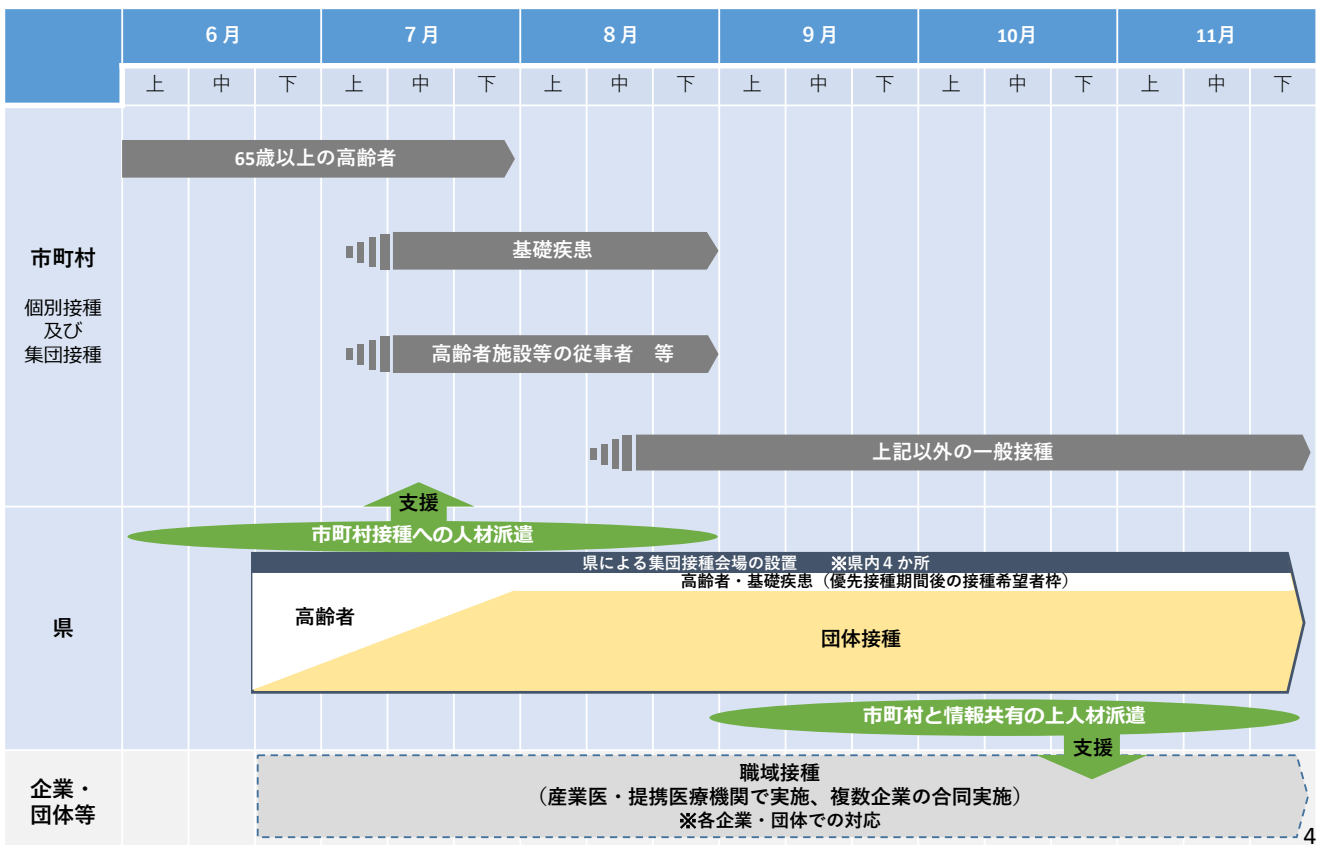 6月 7月 8月 9月 10月 11月
上 中 下 上 中 下 上 中 下 上 中 下 上 中 下 上 中 下
市町村
個別接種
及び
集団接種
65歳以上の高齢者
基礎疾患
高齢者施設等の従事者 等
上記以外の一般接種
支援
市町村接種への人材派遣
県
県による集団接種会場の設置 ※県内4か所
高齢者・基礎疾患（優先接種期間後の接種希望者枠）
高齢者
団体接種
市町村と情報共有の上人材派遣
支援
企業・
団体等
職域接種
（産業医・提携医療機関で実施、複数企業の合同実施）
※各企業・団体での対応
4